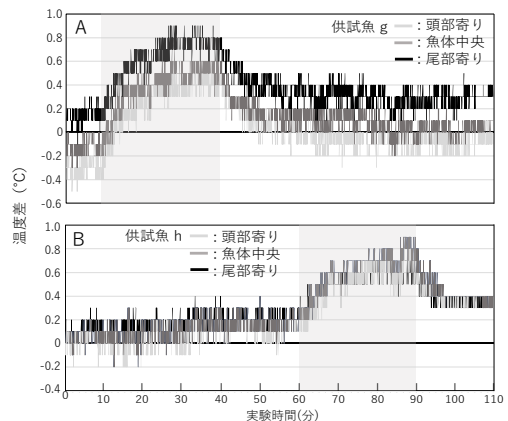 A
供試魚 g
: 頭部寄り
: 魚体中央
: 尾部寄り
1.0
0.8
0.6
0.4
0.2
0
-0.2
-0.4
-0.6
温度差 (°C)
B
供試魚 h
: 頭部寄り
: 魚体中央
: 尾部寄り
1.0
0.8
0.6
0.4
0.2
0
-0.2
-0.4
0 10 20 30 40 50 60 70 80 90 100 110
実験時間(分)